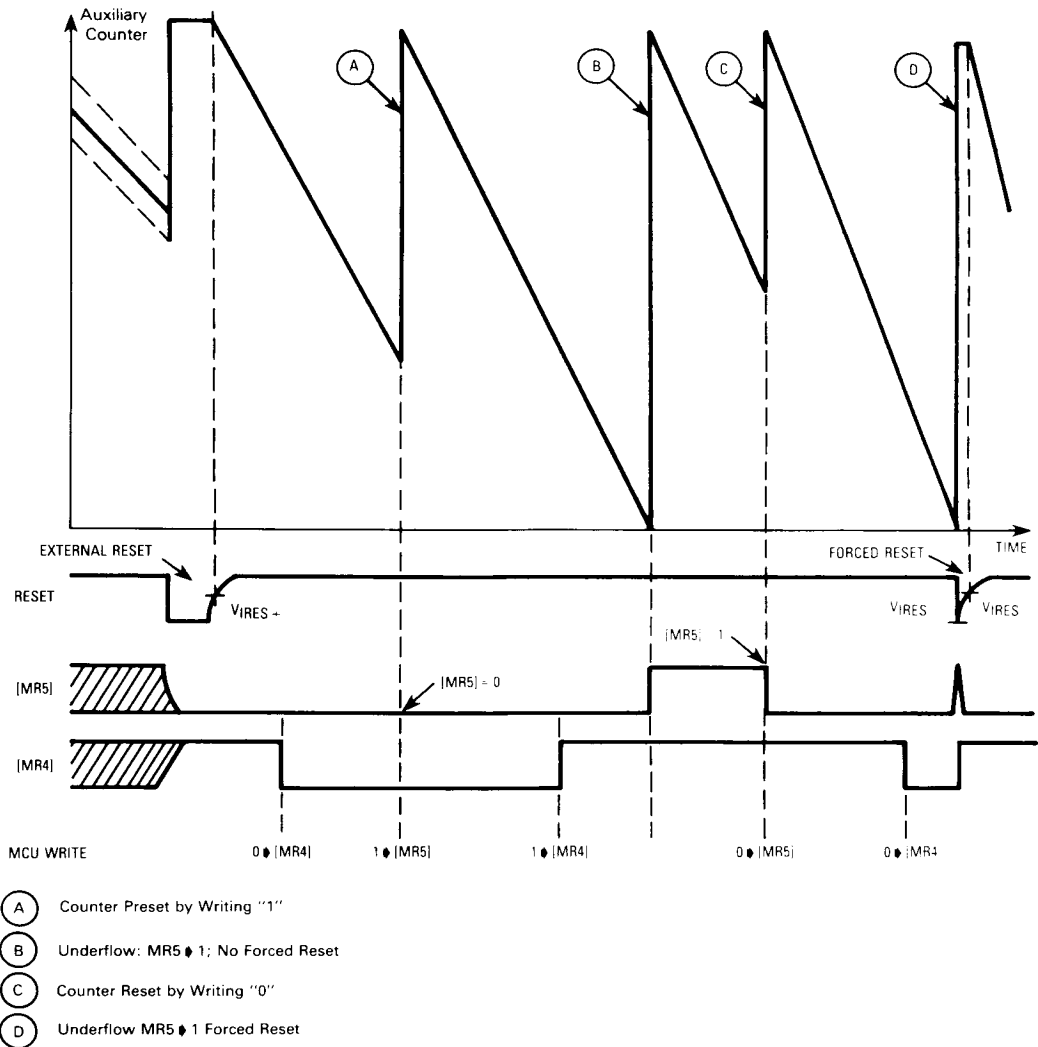 Auxiliary
Counter
A
B
C
D
TIME
EXTERNAL RESET
FORCED RESET
RESET
VIRES +
VIRES
VIRES
[MR5] 1
[MR5]
[MR5] = 0
[MR4]
MCU WRITE
0 ➧ [MR4]
1 ➧ [MR5]
1 ➧ [MR4]
0 ➧ [MR5]
0 ➧ [MR4
A Counter Preset by Writing "1"
B Underflow: MR5 ➧ 1; No Forced Reset
C Counter Reset by Writing "0"
D Underflow MR5 ➧ 1 Forced Reset